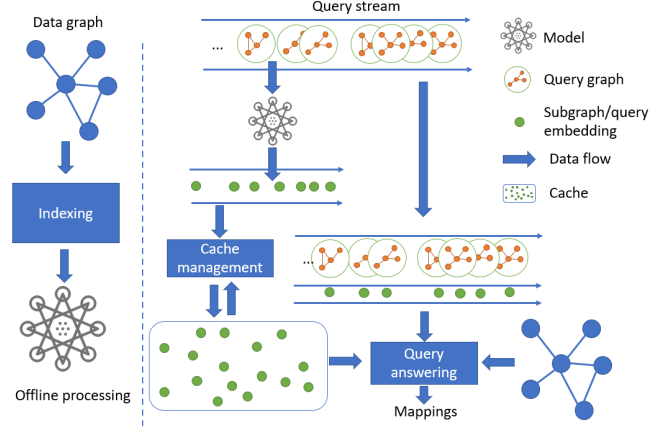 Data graph
Indexing
Offline processing
Query stream
...
Cache
management
...
Query
answering
Mappings
Model
Query graph
Subgraph/query
embedding
Data flow
Cache